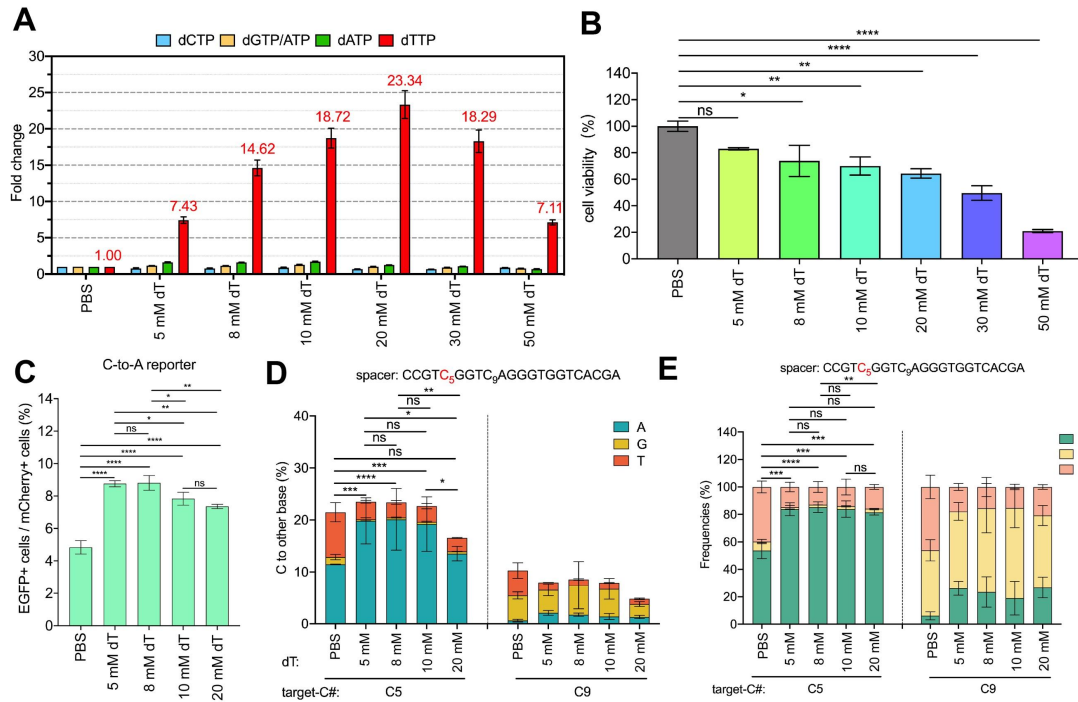 A
dCTP dGTP/ATP dATP dTTP
Fold change
30
25
20
15
10
5
0
1.00
7.43
14.62
18.72
23.34
18.29
7.11
PBS
5 mM dT
8 mM dT
10 mM dT
20 mM dT
30 mM dT
50 mM dT
B
cell viability (%)
140
120
100
80
60
40
20
0
****
****
**
**
*
ns
PBS
5 mM dT
8 mM dT
10 mM dT
20 mM dT
30 mM dT
50 mM dT
C
C-to-A reporter
EGFP+ cells / mCherry+ cells (%)
14
12
10
8
6
4
2
0
**
*
**
*
ns
****
****
****
****
ns
PBS
5 mM dT
8 mM dT
10 mM dT
20 mM dT
D
spacer: CCGTC5GGTC9AGGGTGGTCACGA
C to other base (%)
40
30
20
10
0
**
ns
*
ns
ns
ns
***
****
***
*
A
G
T
dT:
PBS
5 mM
8 mM
10 mM
20 mM
PBS
5 mM
8 mM
10 mM
20 mM
target-C#:
C5
C9
E
spacer: CCGTC5GGTC9AGGGTGGTCACGA
Frequencies (%)
140
120
100
80
60
40
20
0
**
ns
ns
ns
ns
***
***
****
***
ns
PBS
5 mM
8 mM
10 mM
20 mM
PBS
5 mM
8 mM
10 mM
20 mM
target-C#:
C5
C9